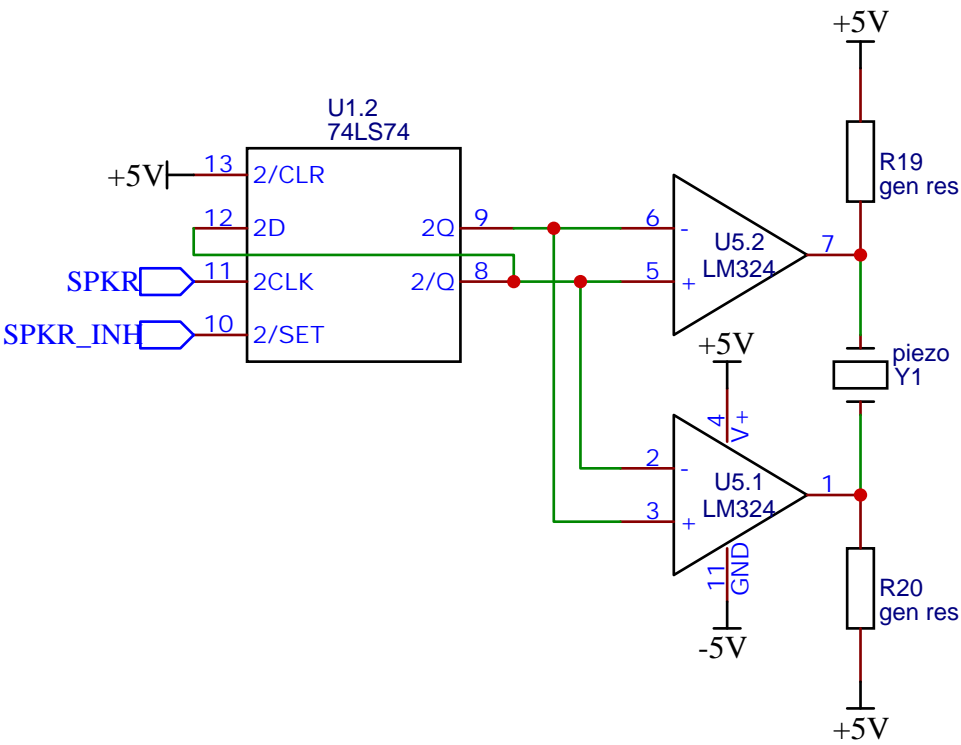 +5V
U1.2
74LS74
+5V
13
2/CLR
12
2D
2Q
9
SPKR
11
2CLK
2/Q
8
SPKR_INH
10
2/SET
6
-
5
+
U5.2
LM324
7
R19
gen res
+5V
4
V+
piezo
Y1
2
-
3
+
U5.1
LM324
1
11
GND
-5V
R20
gen res
+5V